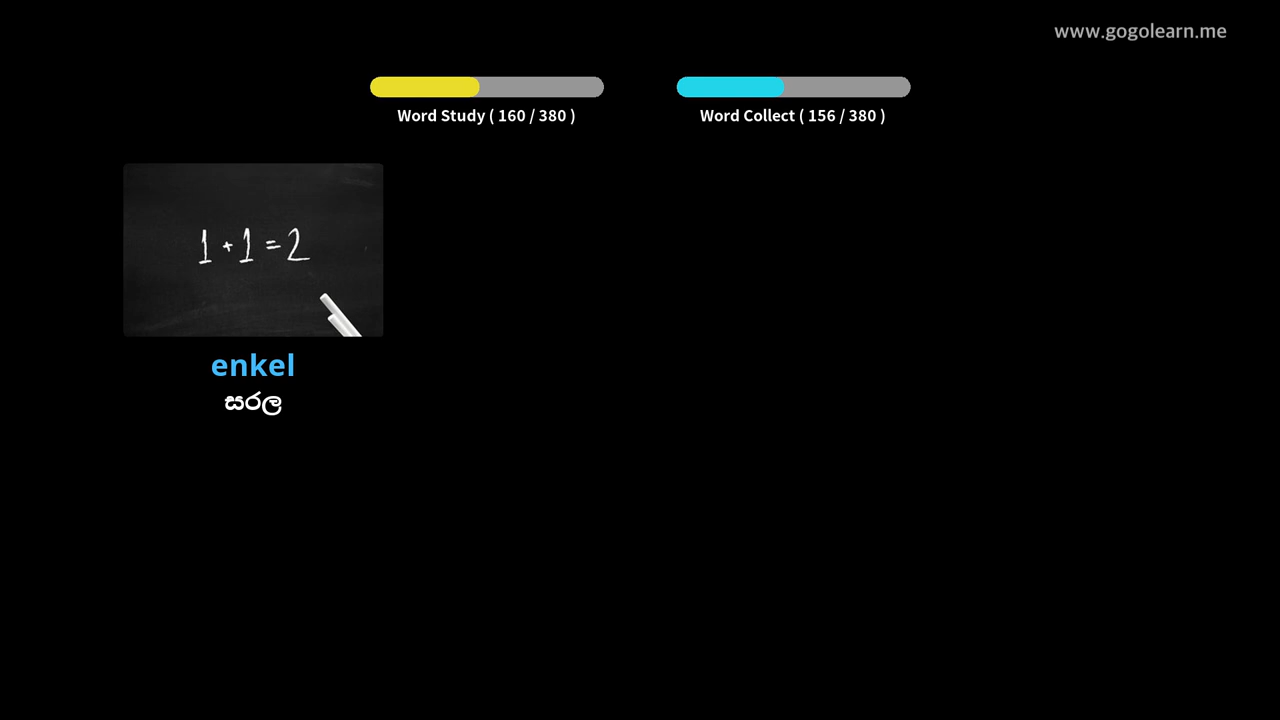 www.gogolearn.me
Word Study ( 160 / 380 )
Word Collect ( 156 / 380 )
1 + 1 = 2
enkel
සරල